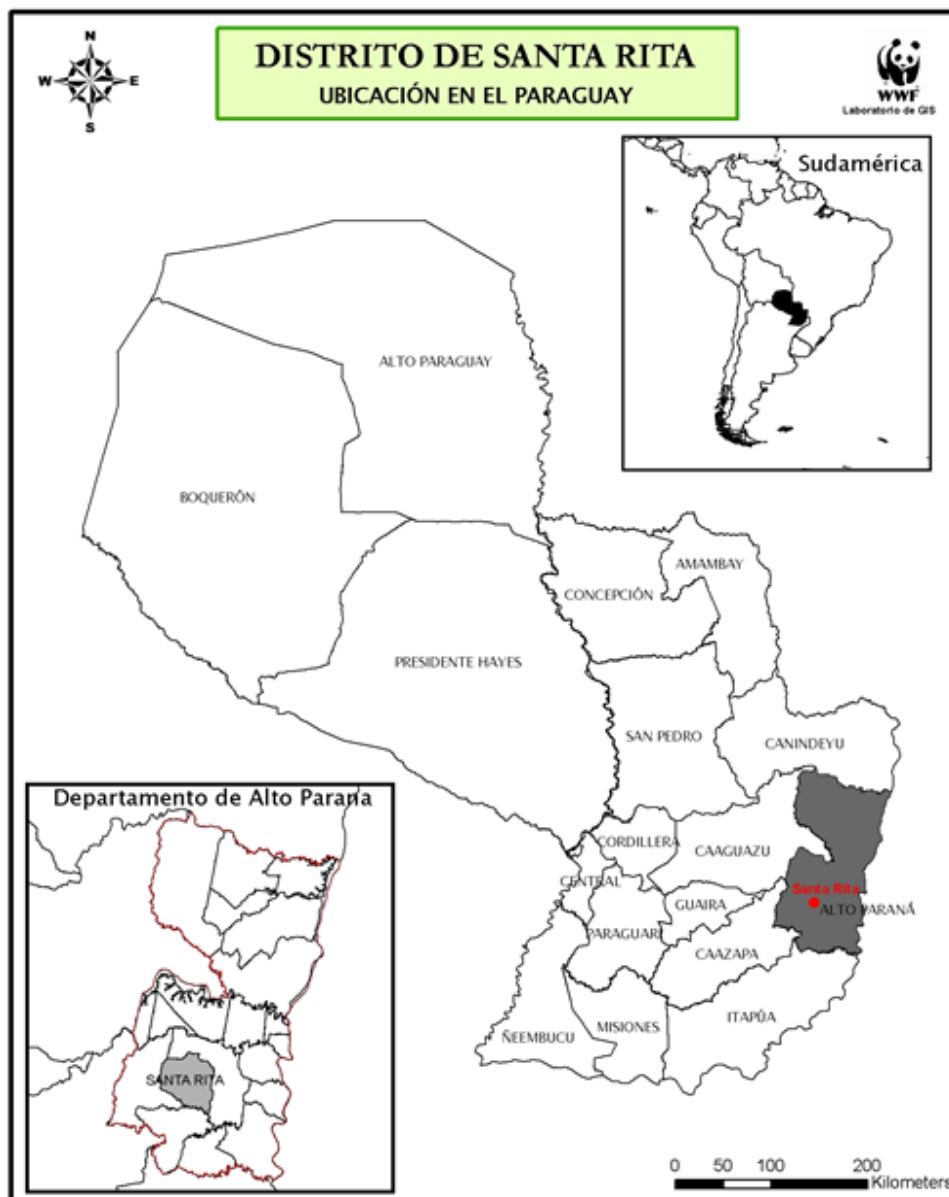 N
W E
S
DISTRITO DE SANTA RITA
UBICACIÓN EN EL PARAGUAY
WWF
Laboratorio de GIS
Sudamérica
ALTO PARAGUAY
BOQUERÓN
AMAMBAY
CONCEPCIÓN
PRESIDENTE HAYES
SAN PEDRO
CANINDEYU
CORDILLERA
CAAGUAZU
CENTRAL
Santa Rita
GUAIRA
ALTO PARANÁ
PARAGUARI
CAAZAPA
ITAPÚA
MISIONES
ÑEEMBUCU
Departamento de Alto Parana
SANTA RITA
0 50 100 200
Kilometers